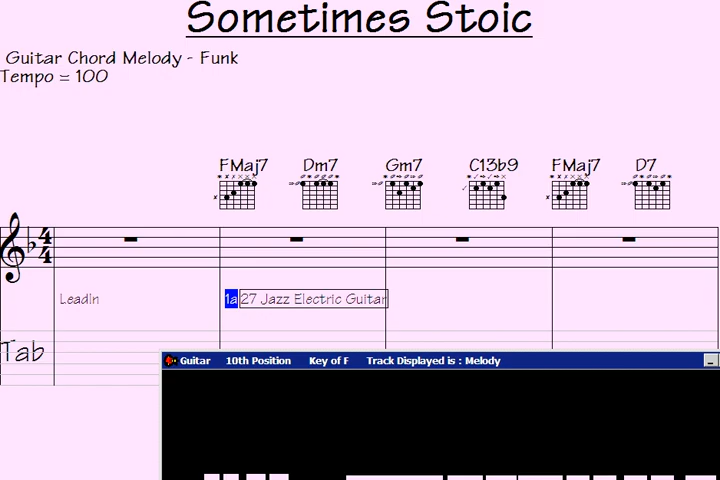 Sometimes Stoic
Guitar Chord Melody - Funk
Tempo = 100
FMaj7 Dm7 Gm7 C13b9 FMaj7 D7
4
4
LeadIn 1a 27 Jazz Electric Guitar
Tab
Guitar 10th Position Key of F Track Displayed is : Melody